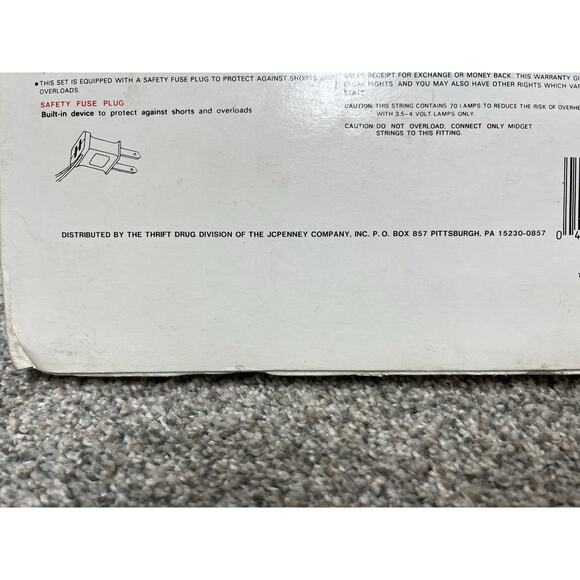 •THIS SET IS EQUIPPED WITH A SAFETY FUSE PLUG TO PROTECT AGAINST SHORTS AND
OVERLOADS.
SAFETY FUSE PLUG
Built-in device to protect against shorts and overloads
SALES RECEIPT FOR EXCHANGE OR MONEY BACK. THIS WARRANTY
LEGAL RIGHTS AND YOU MAY ALSO HAVE OTHER RIGHTS WHICH
STATE
CAUTION: THIS STRING CONTAINS 70 LAMPS TO REDUCE THE RISK OF
WITH 3.5-4 VOLT LAMPS ONLY.
CAUTION: DO NOT OVERLOAD. CONNECT ONLY MIDGET
STRINGS TO THIS FITTING.
DISTRIBUTED BY THE THRIFT DRUG DIVISION OF THE JCPENNEY COMPANY, INC. P. O. BOX 857 PITTSBURGH, PA 15230-0857
0